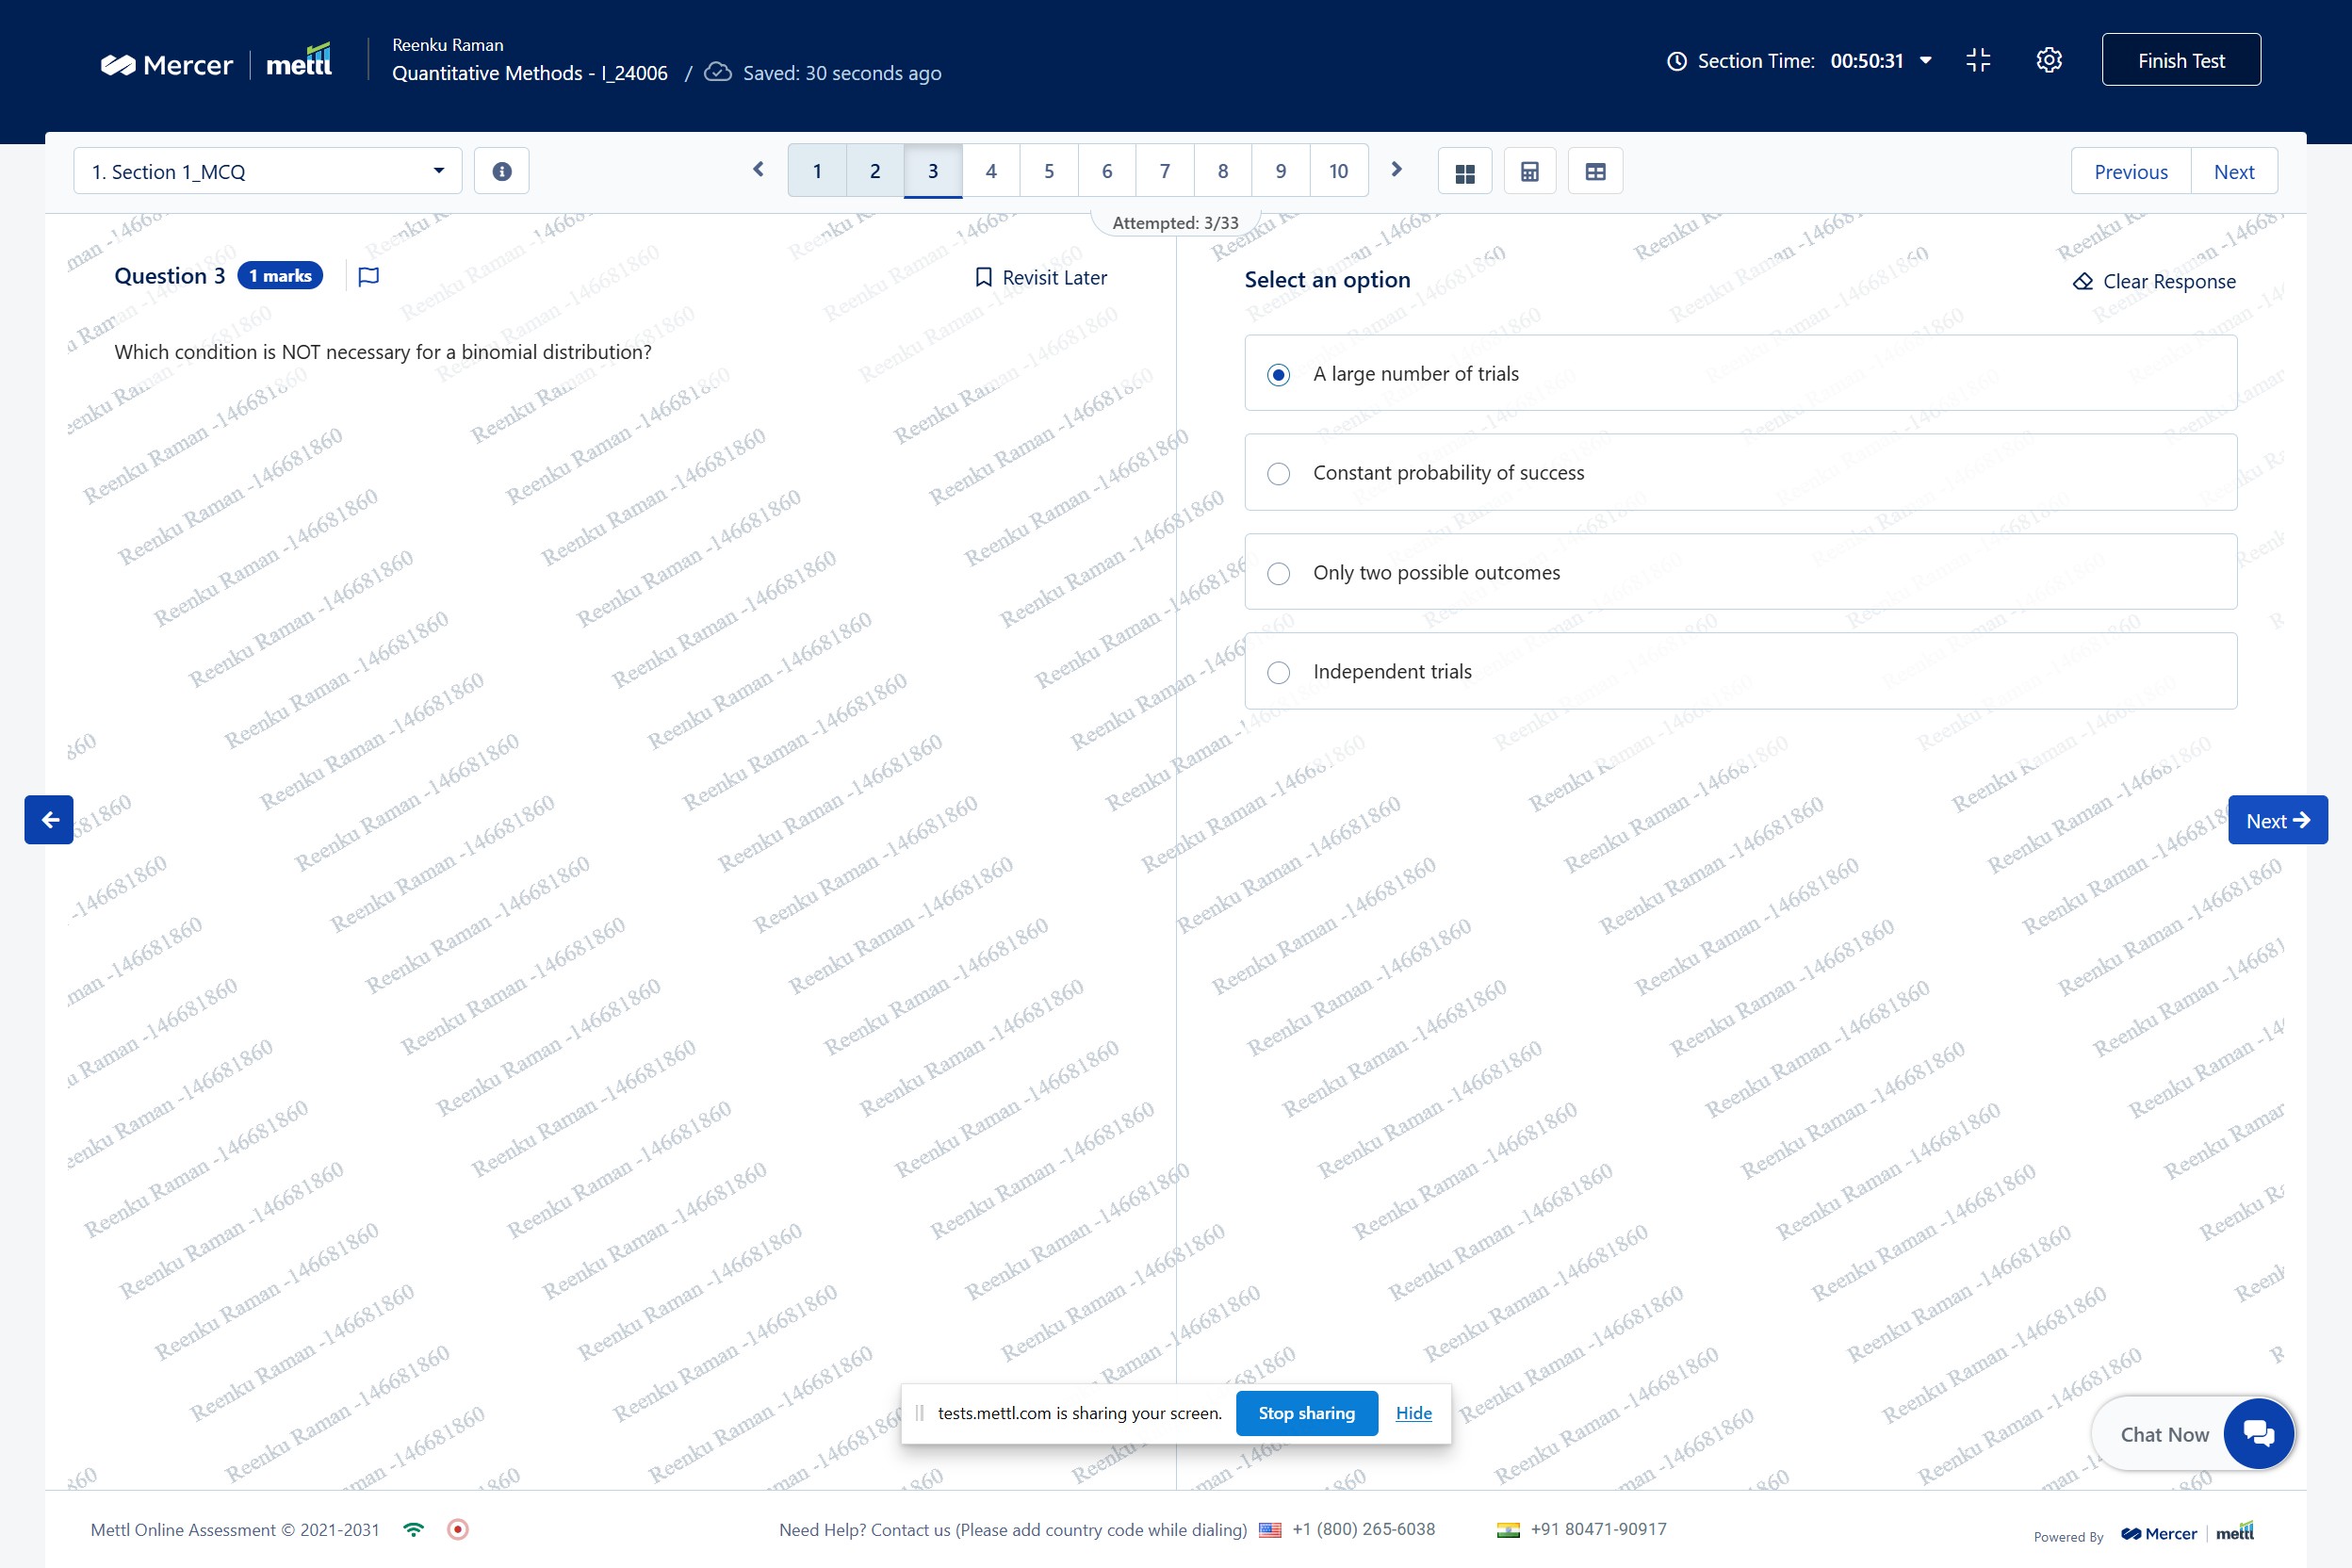 Mercer | mettl
Reenku Raman
Quantitative Methods - I_24006 / Saved: 30 seconds ago
Section Time: 00:50:31
Finish Test
1. Section 1_MCQ
1 2 3 4 5 6 7 8 9 10
Previous Next
Attempted: 3/33
Question 3 1 marks
Revisit Later
Which condition is NOT necessary for a binomial distribution?
Select an option
Clear Response
A large number of trials
Constant probability of success
Only two possible outcomes
Independent trials
Reenku Raman -146681860
Next
tests.mettl.com is sharing your screen. Stop sharing Hide
Chat Now
Mettl Online Assessment © 2021-2031
Need Help? Contact us (Please add country code while dialing) +1 (800) 265-6038 +91 80471-90917
Powered By Mercer | mettl